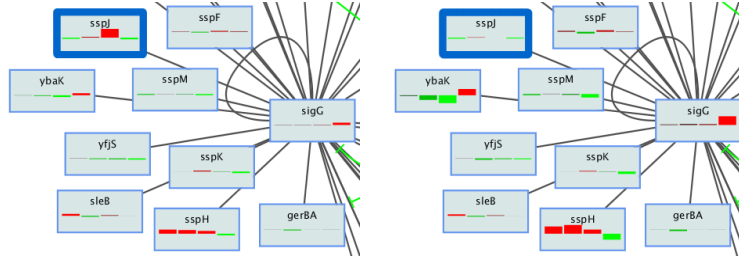 sspJ
sspF
ybaK
sspM
sigG
yfjS
sspK
sleB
sspH
gerBA
sspJ
sspF
ybaK
sspM
sigG
yfjS
sspK
sleB
sspH
gerBA